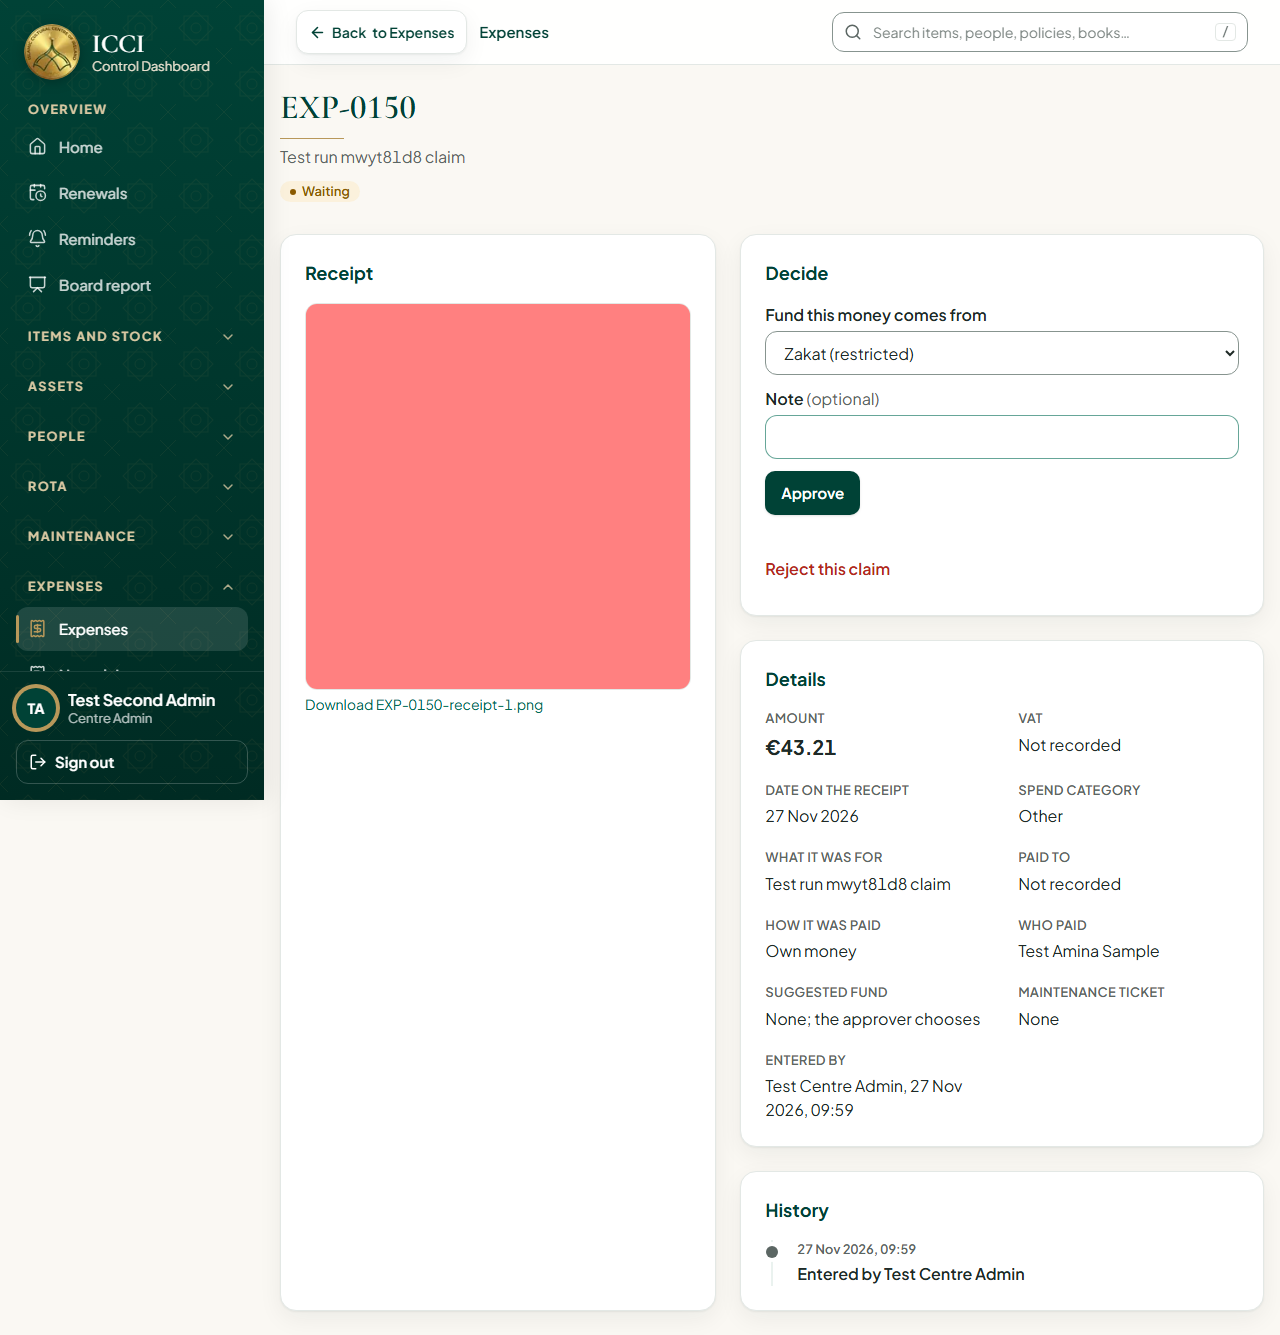 ICCI
Control Dashboard
OVERVIEW
Home
Renewals
Reminders
Board report
ITEMS AND STOCK
ASSETS
PEOPLE
ROTA
MAINTENANCE
EXPENSES
Expenses
TA
Test Second Admin
Centre Admin
Sign out
Back to Expenses
Expenses
Search items, people, policies, books…
/
EXP-0150
Test run mwyt81d8 claim
Waiting
Receipt
Download EXP-0150-receipt-1.png
Decide
Fund this money comes from
Zakat (restricted)
Note (optional)
Approve
Reject this claim
Details
AMOUNT
€43.21
VAT
Not recorded
DATE ON THE RECEIPT
27 Nov 2026
SPEND CATEGORY
Other
WHAT IT WAS FOR
Test run mwyt81d8 claim
PAID TO
Not recorded
HOW IT WAS PAID
Own money
WHO PAID
Test Amina Sample
SUGGESTED FUND
None; the approver chooses
MAINTENANCE TICKET
None
ENTERED BY
Test Centre Admin, 27 Nov
2026, 09:59
History
27 Nov 2026, 09:59
Entered by Test Centre Admin